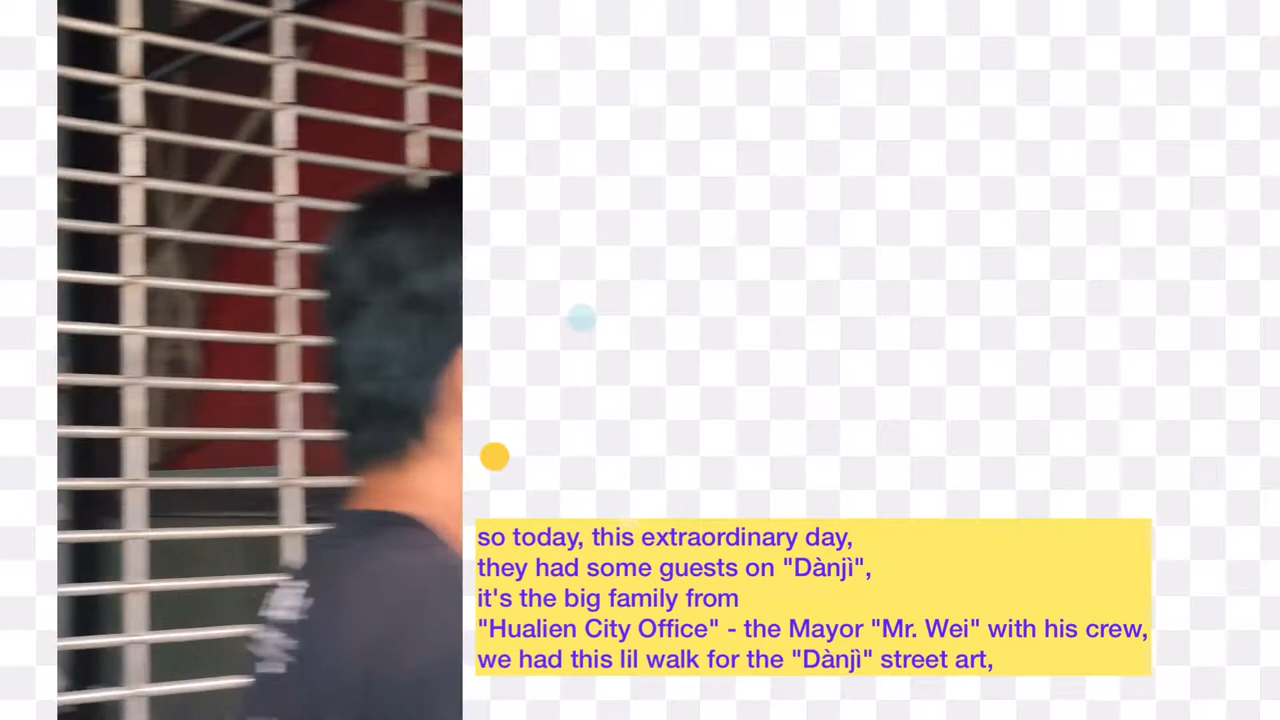 so today, this extraordinary day,
they had some guests on "Dànjì",
it's the big family from
"Hualien City Office" - the Mayor "Mr. Wei" with his crew,
we had this lil walk for the "Dànjì" street art,